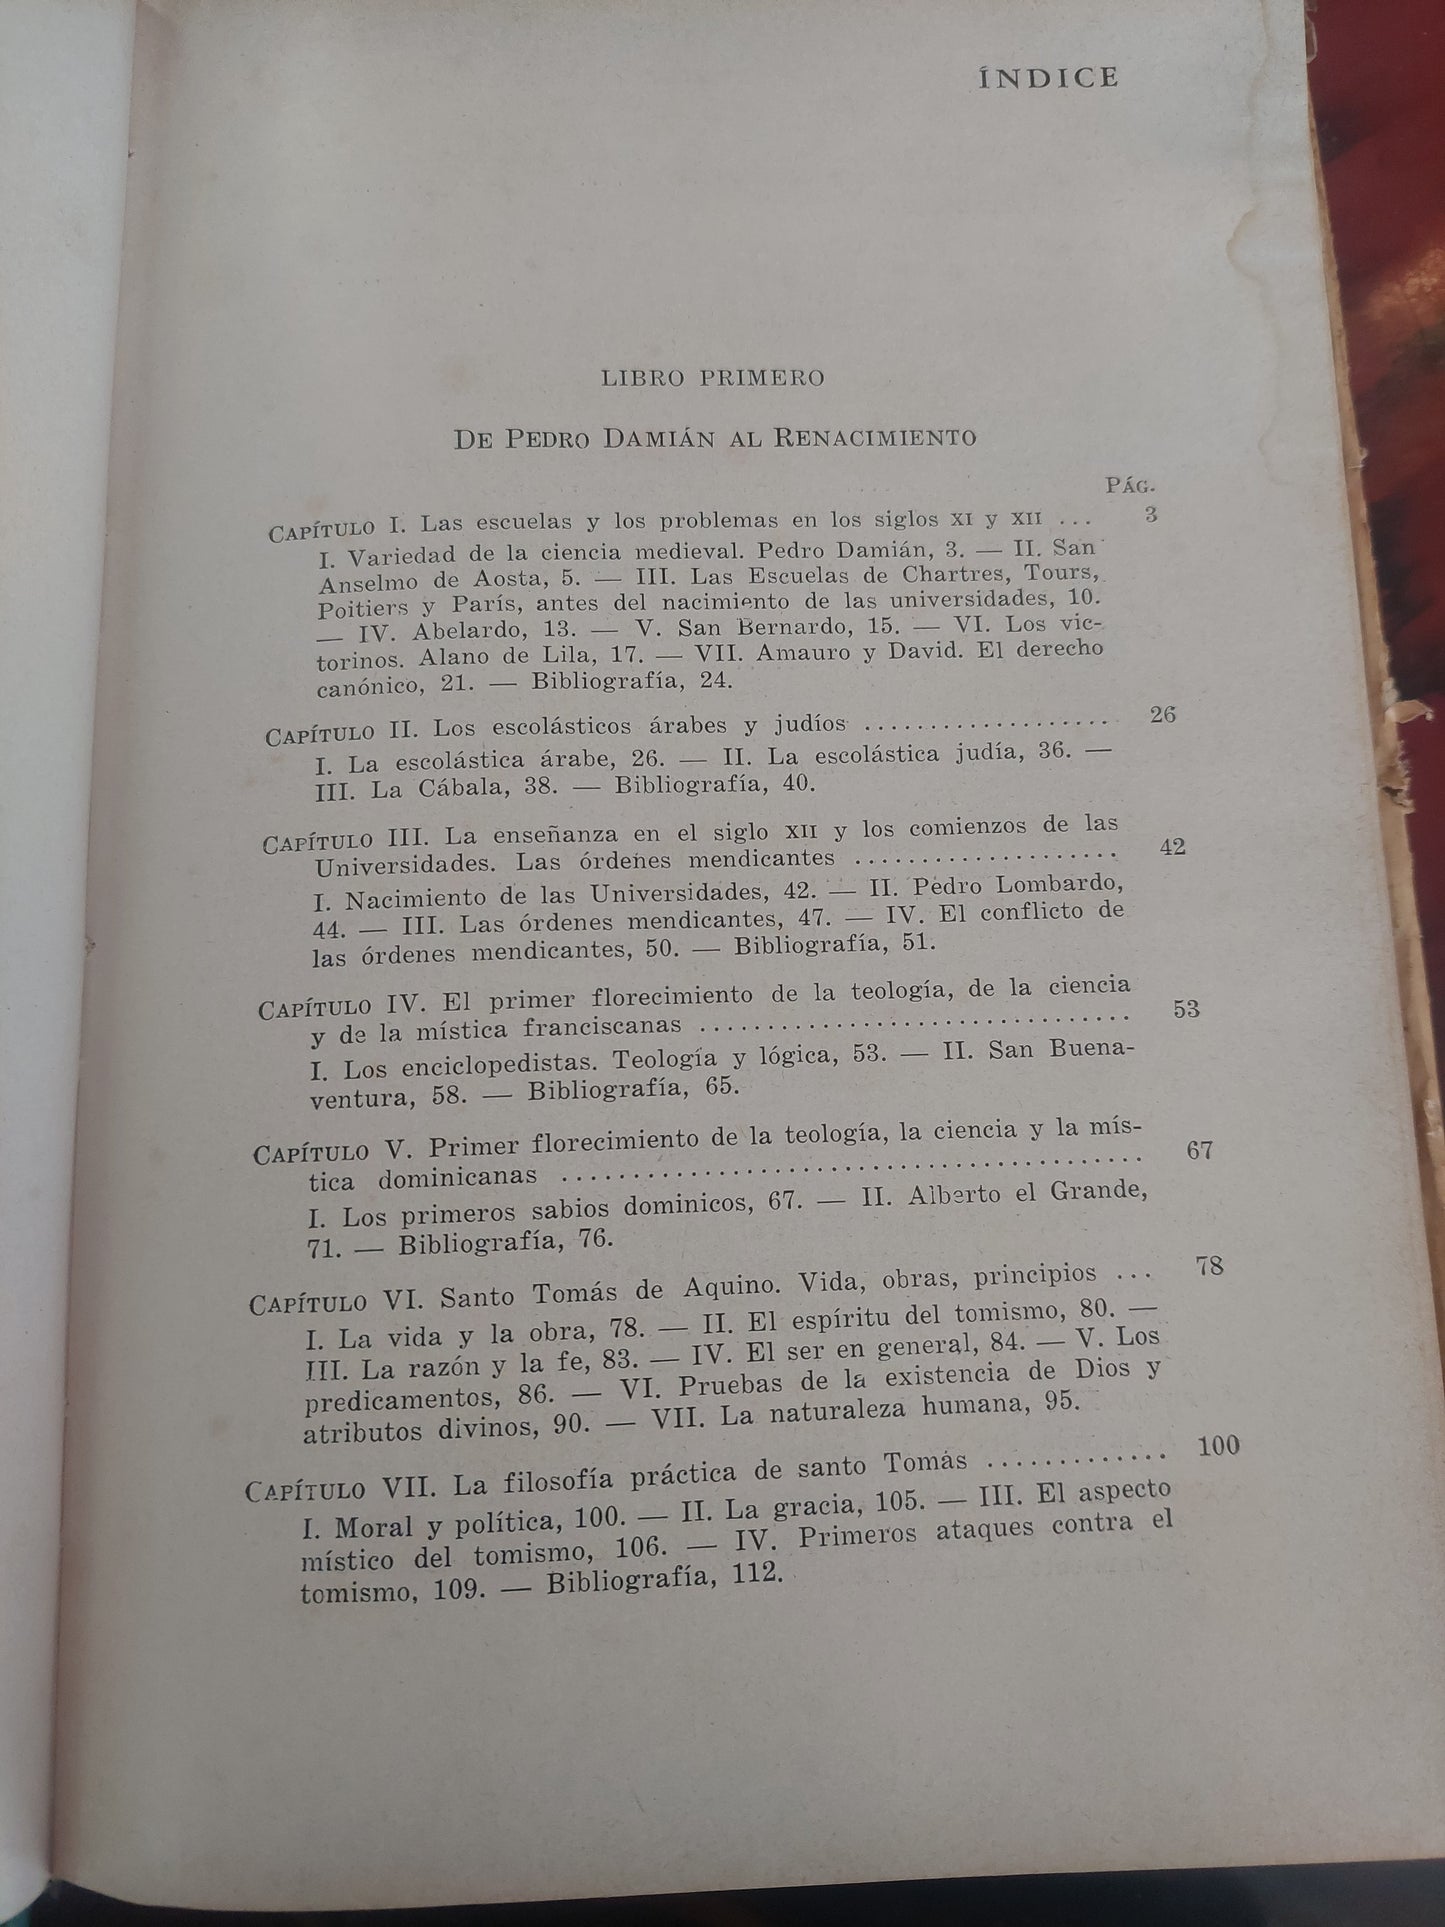 ÍNDICE
LIBRO PRIMERO
De Pedro Damián al Renacimiento
Pág.
Capítulo I. Las escuelas y los problemas en los siglos XI y XII ... 3
I. Variedad de la ciencia medieval. Pedro Damián, 3. — II. San
Anselmo de Aosta, 5. — III. Las Escuelas de Chartres, Tours,
Poitiers y París, antes del nacimiento de las universidades, 10.
— IV. Abelardo, 13. — V. San Bernardo, 15. — VI. Los vic-
torinos. Alano de Lila, 17. — VII. Amauro y David. El derecho
canónico, 21. — Bibliografía, 24.
Capítulo II. Los escolásticos árabes y judíos ................... 26
I. La escolástica árabe, 26. — II. La escolástica judía, 36. —
III. La Cábala, 38. — Bibliografía, 40.
Capítulo III. La enseñanza en el siglo XII y los comienzos de las
Universidades. Las órdenes mendicantes .................... 42
I. Nacimiento de las Universidades, 42. — II. Pedro Lombardo,
44. — III. Las órdenes mendicantes, 47. — IV. El conflicto de
las órdenes mendicantes, 50. — Bibliografía, 51.
Capítulo IV. El primer florecimiento de la teología, de la ciencia
y de la mística franciscanas ................................ 53
I. Los enciclopedistas. Teología y lógica, 53. — II. San Buena-
ventura, 58. — Bibliografía, 65.
Capítulo V. Primer florecimiento de la teología, la ciencia y la mís-
tica dominicanas ........................................... 67
I. Los primeros sabios dominicos, 67. — II. Alberto el Grande,
71. — Bibliografía, 76.
Capítulo VI. Santo Tomás de Aquino. Vida, obras, principios ... 78
I. La vida y la obra, 78. — II. El espíritu del tomismo, 80. —
III. La razón y la fe, 83. — IV. El ser en general, 84. — V. Los
predicamentos, 86. — VI. Pruebas de la existencia de Dios y
atributos divinos, 90. — VII. La naturaleza humana, 95.
Capítulo VII. La filosofía práctica de santo Tomás ............. 100
I. Moral y política, 100. — II. La gracia, 105. — III. El aspecto
místico del tomismo, 106. — IV. Primeros ataques contra el
tomismo, 109. — Bibliografía, 112.